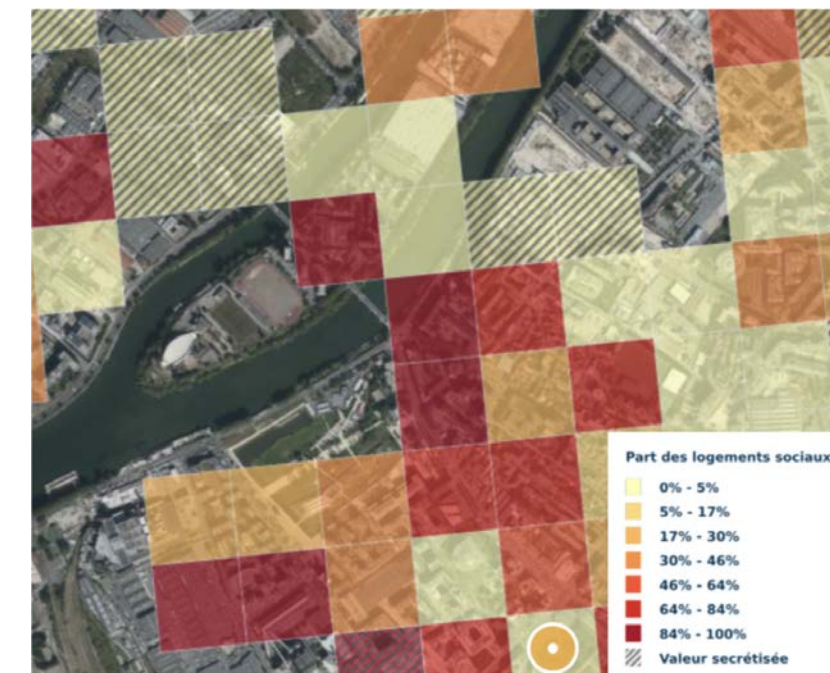 Part des logements sociaux
0% - 5%
5% - 17%
17% - 30%
30% - 46%
46% - 64%
64% - 84%
84% - 100%
Valeur secrétisée